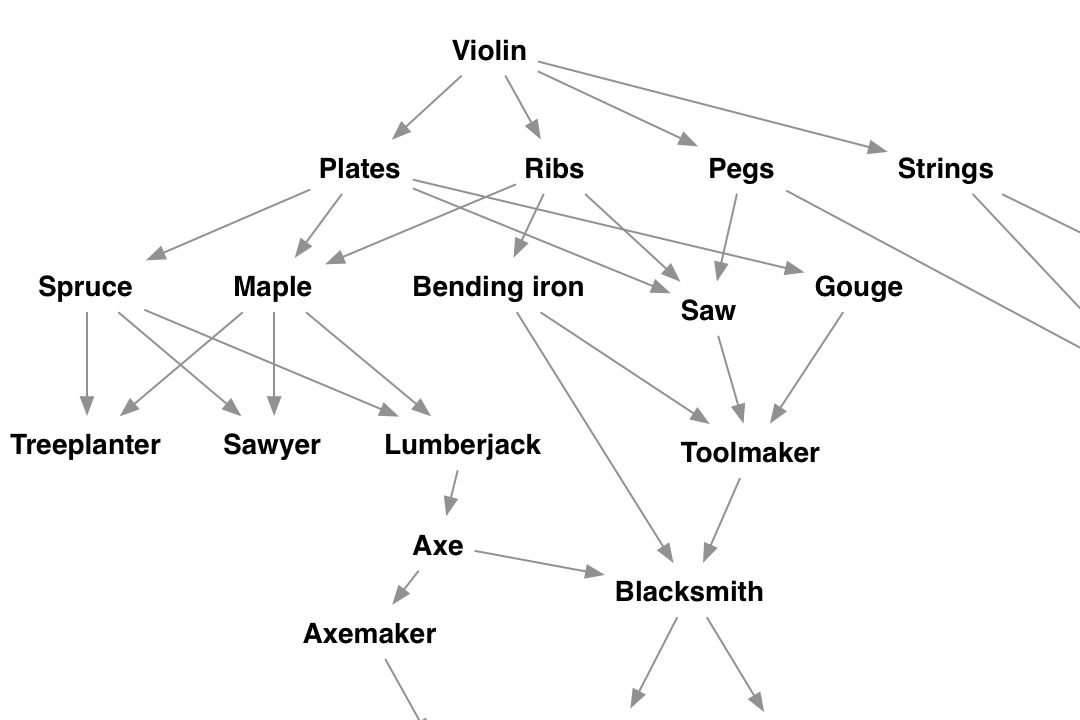 Violin
Plates
Ribs
Pegs
Strings
Spruce
Maple
Bending iron
Saw
Gouge
Treeplanter
Sawyer
Lumberjack
Toolmaker
Axe
Blacksmith
Axemaker